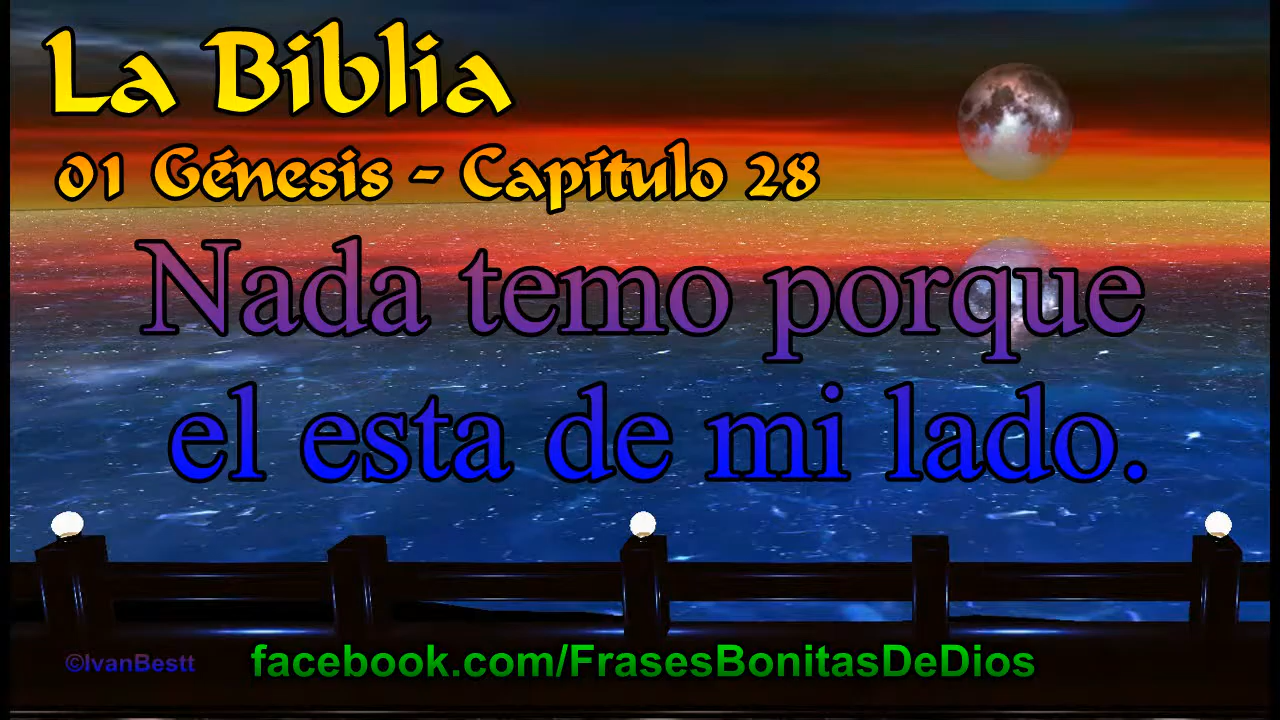 La Biblia
01 Génesis - Capítulo 28
Nada temo porque
el esta de mi lado.
©IvanBestt
facebook.com/FrasesBonitasDeDios